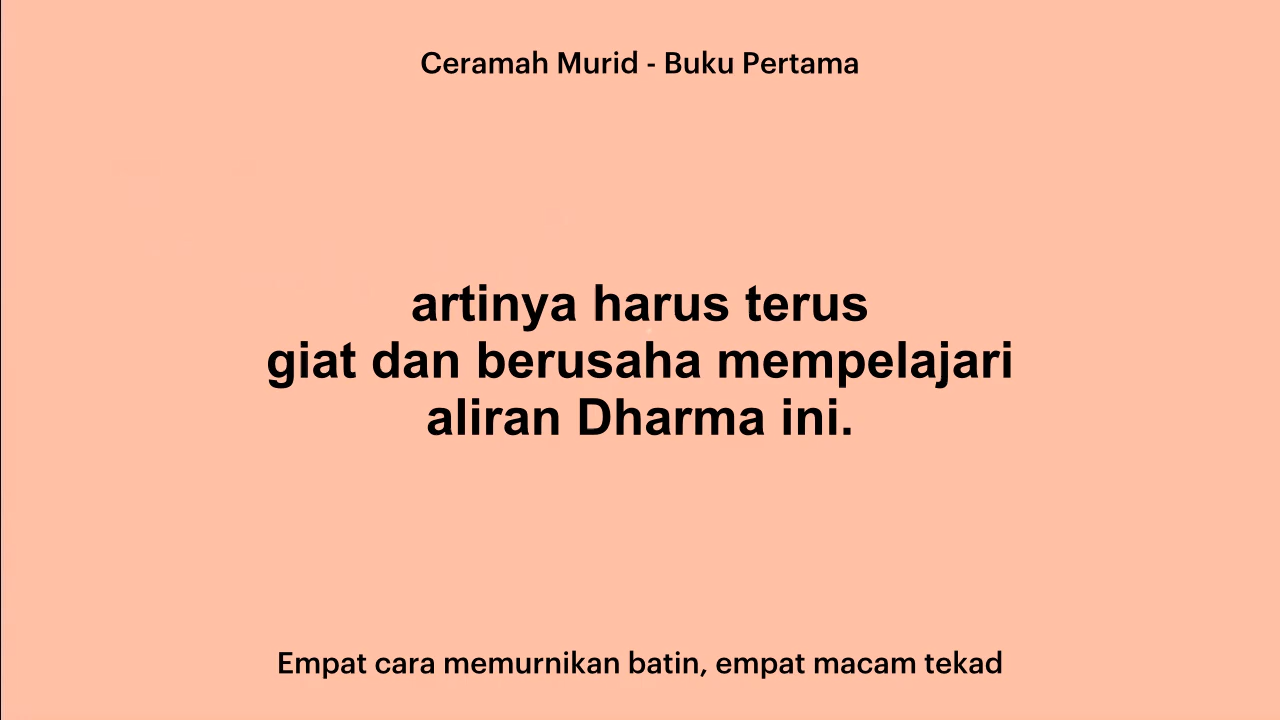 Ceramah Murid - Buku Pertama
artinya harus terus
giat dan berusaha mempelajari
aliran Dharma ini.
Empat cara memurnikan batin, empat macam tekad